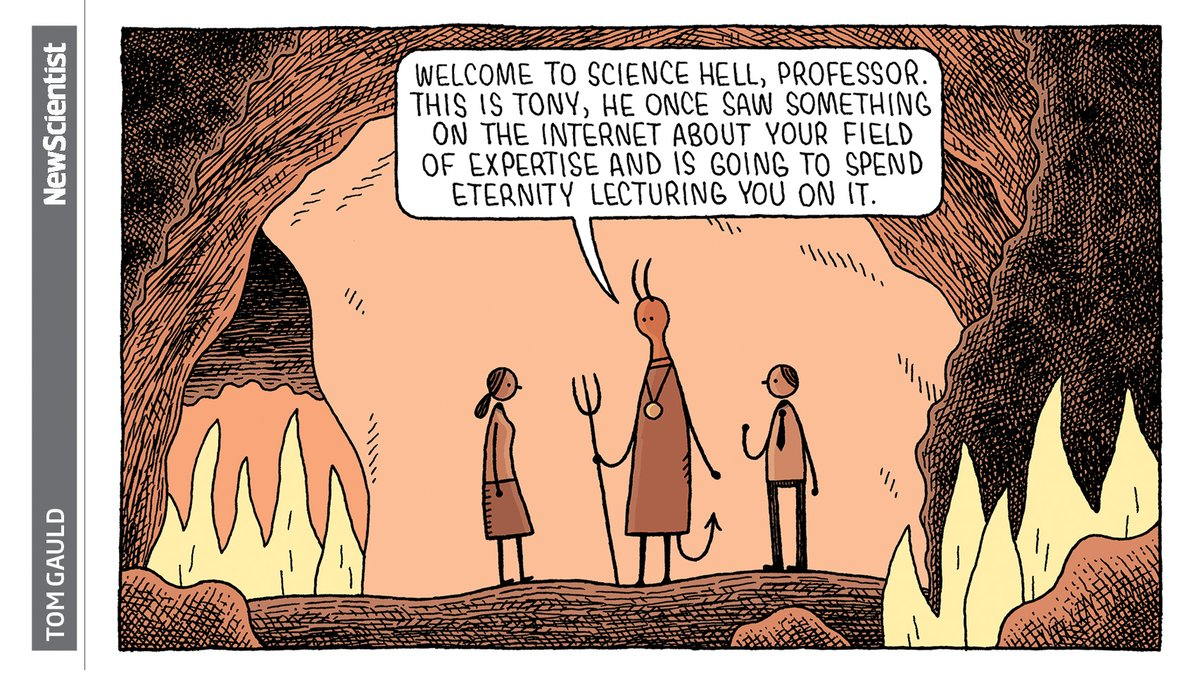 NewScientist
TOM GAULD
WELCOME TO SCIENCE HELL, PROFESSOR.
THIS IS TONY, HE ONCE SAW SOMETHING
ON THE INTERNET ABOUT YOUR FIELD
OF EXPERTISE AND IS GOING TO SPEND
ETERNITY LECTURING YOU ON IT.